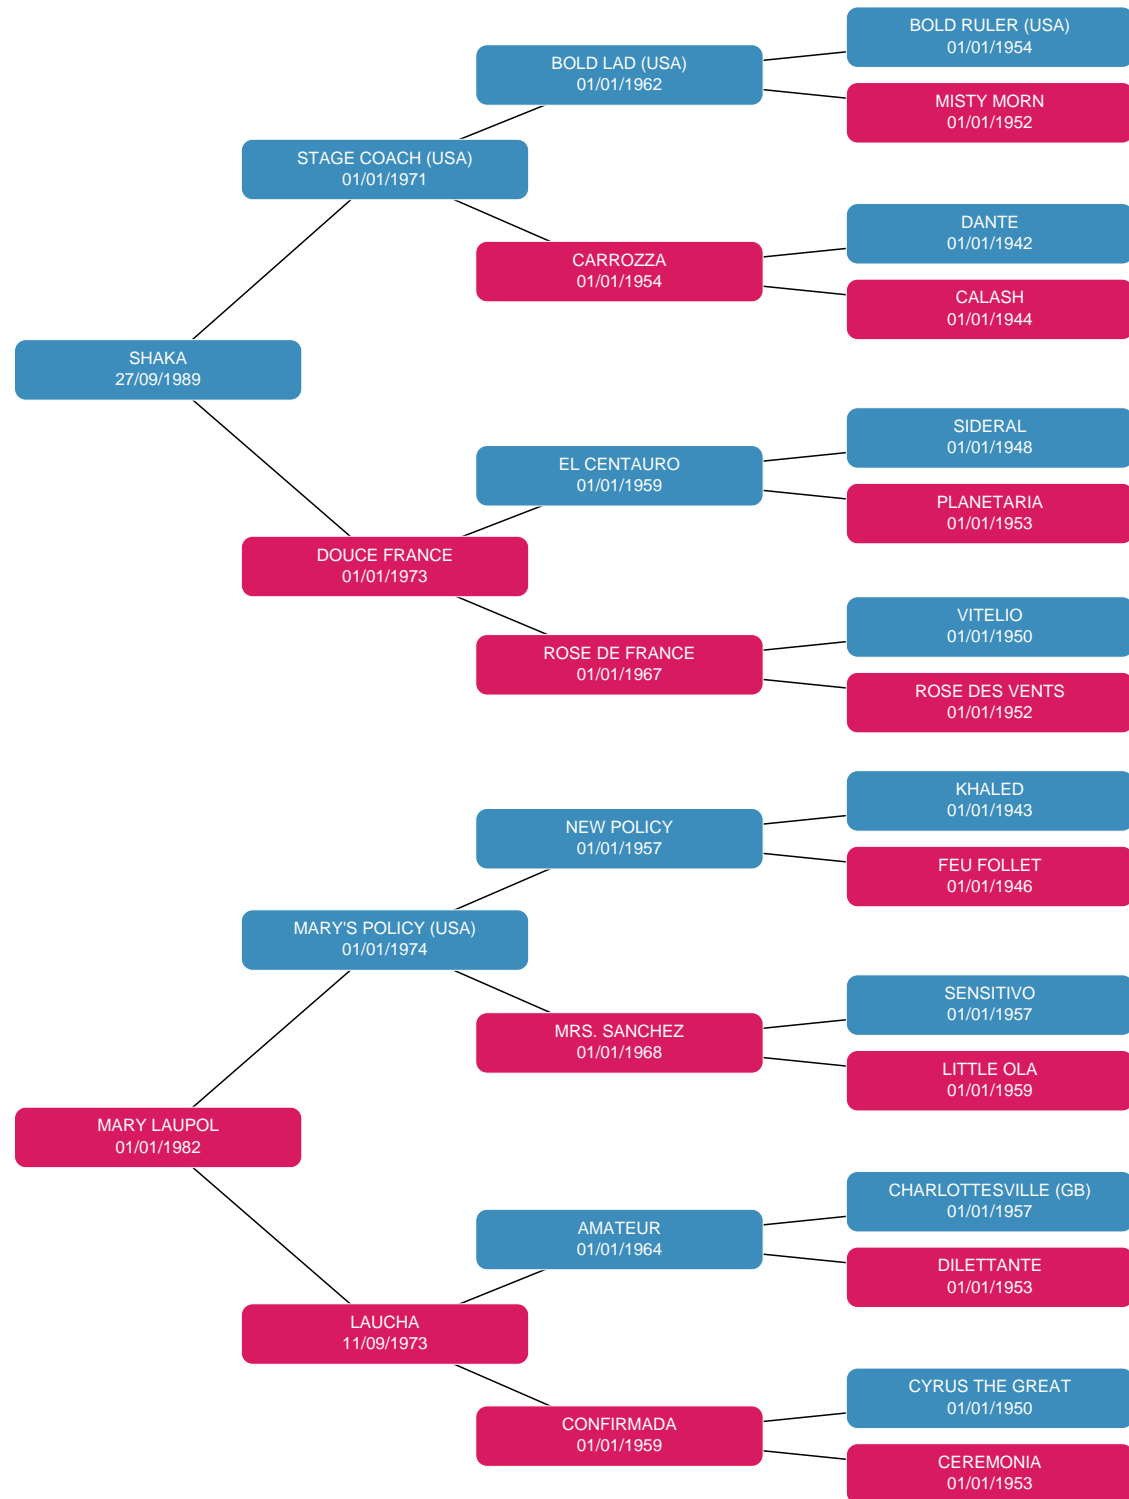 BOLD RULER (USA)
01/01/1954
BOLD LAD (USA)
01/01/1962
MISTY MORN
01/01/1952
STAGE COACH (USA)
01/01/1971
DANTE
01/01/1942
CARROZZA
01/01/1954
CALASH
01/01/1944
SHAKA
27/09/1989
SIDERAL
01/01/1948
EL CENTAURO
01/01/1959
PLANETARIA
01/01/1953
DOUCE FRANCE
01/01/1973
VITELIO
01/01/1950
ROSE DE FRANCE
01/01/1967
ROSE DES VENTS
01/01/1952
KHALED
01/01/1943
NEW POLICY
01/01/1957
FEU FOLLET
01/01/1946
MARY'S POLICY (USA)
01/01/1974
SENSITIVO
01/01/1957
MRS. SANCHEZ
01/01/1968
LITTLE OLA
01/01/1959
MARY LAUPOL
01/01/1982
CHARLOTTESVILLE (GB)
01/01/1957
AMATEUR
01/01/1964
DILETTANTE
01/01/1953
LAUCHA
11/09/1973
CYRUS THE GREAT
01/01/1950
CONFIRMADA
01/01/1959
CEREMONIA
01/01/1953